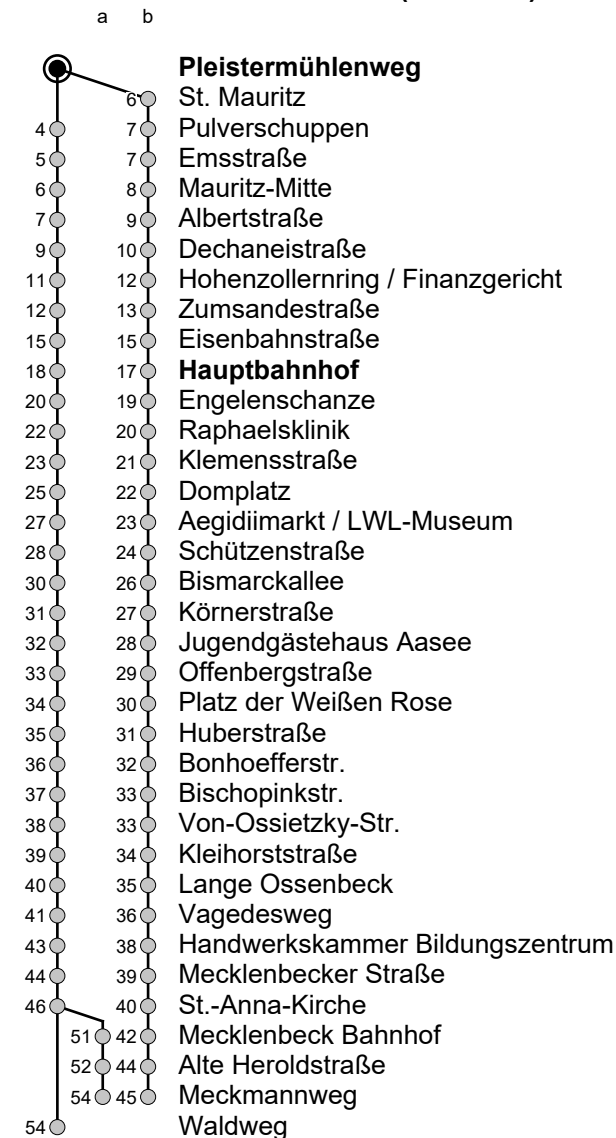 a b
Pleistermühlenweg
6 St. Mauritz
4 7 Pulverschuppen
5 7 Emsstraße
6 8 Mauritz-Mitte
7 9 Albertstraße
9 10 Dechaneistraße
11 12 Hohenzollernring / Finanzgericht
12 13 Zumsandestraße
15 15 Eisenbahnstraße
18 17 Hauptbahnhof
20 19 Engelenschanze
22 20 Raphaelsklinik
23 21 Klemensstraße
25 22 Domplatz
27 23 Aegidiimarkt / LWL-Museum
28 24 Schützenstraße
30 26 Bismarckallee
31 27 Körnerstraße
32 28 Jugendgästehaus Aasee
33 29 Offenbergstraße
34 30 Platz der Weißen Rose
35 31 Huberstraße
36 32 Bonhoefferstr.
37 33 Bischopinkstr.
38 33 Von-Ossietzky-Str.
39 34 Kleihorststraße
40 35 Lange Ossenbeck
41 36 Vagedesweg
43 38 Handwerkskammer Bildungszentrum
44 39 Mecklenbecker Straße
46 40 St.-Anna-Kirche
51 42 Mecklenbeck Bahnhof
52 44 Alte Heroldstraße
54 45 Meckmannweg
54 Waldweg